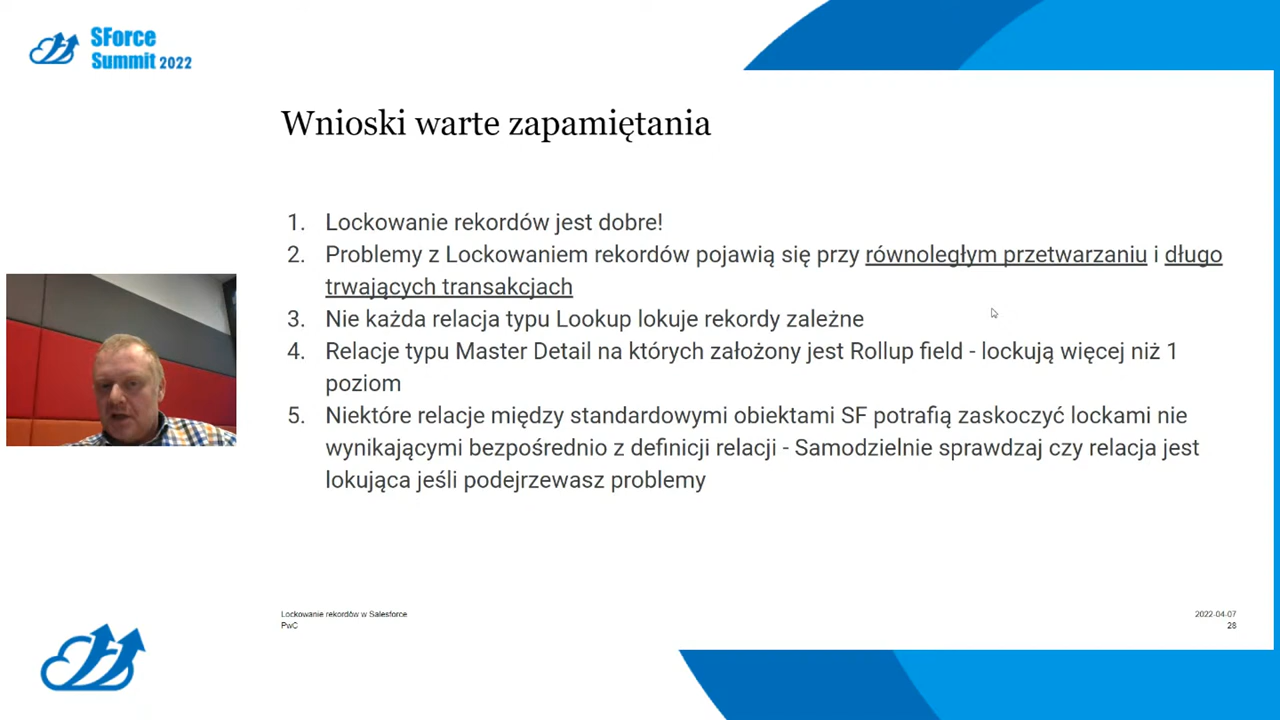 SForce
Summit 2022
Wnioski warte zapamiętania
1. Lockowanie rekordów jest dobre!
2. Problemy z Lockowaniem rekordów pojawią się przy równoległym przetwarzaniu i długo
trwających transakcjach
3. Nie każda relacja typu Lookup lokuje rekordy zależne
4. Relacje typu Master Detail na których założony jest Rollup field - lockują więcej niż 1
poziom
5. Niektóre relacje między standardowymi obiektami SF potrafią zaskoczyć lockami nie
wynikającymi bezpośrednio z definicji relacji - Samodzielnie sprawdzaj czy relacja jest
lokująca jeśli podejrzewasz problemy
Lockowanie rekordów w Salesforce
PwC
2022-04-07
28